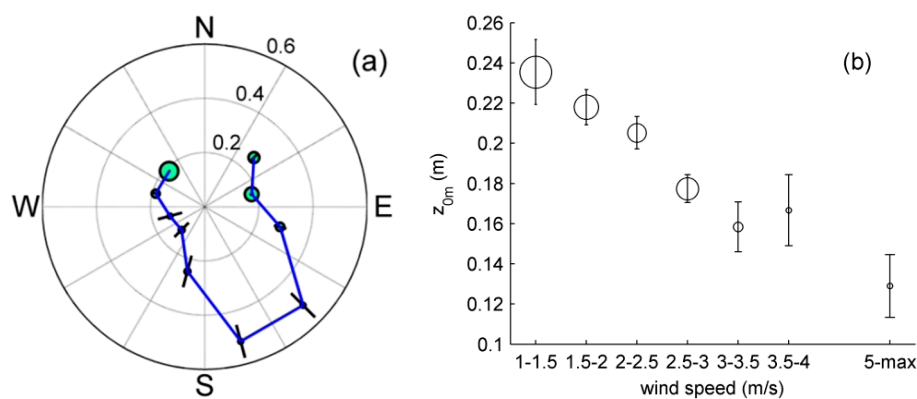 N
0.6
(a)
0.4
0.2
W
E
S
0.26
(b)
0.24
0.22
0.2
0.18
0.16
0.14
0.12
0.1
z0m (m)
1-1.5 1.5-2 2-2.5 2.5-3 3-3.5 3.5-4 5-max
wind speed (m/s)